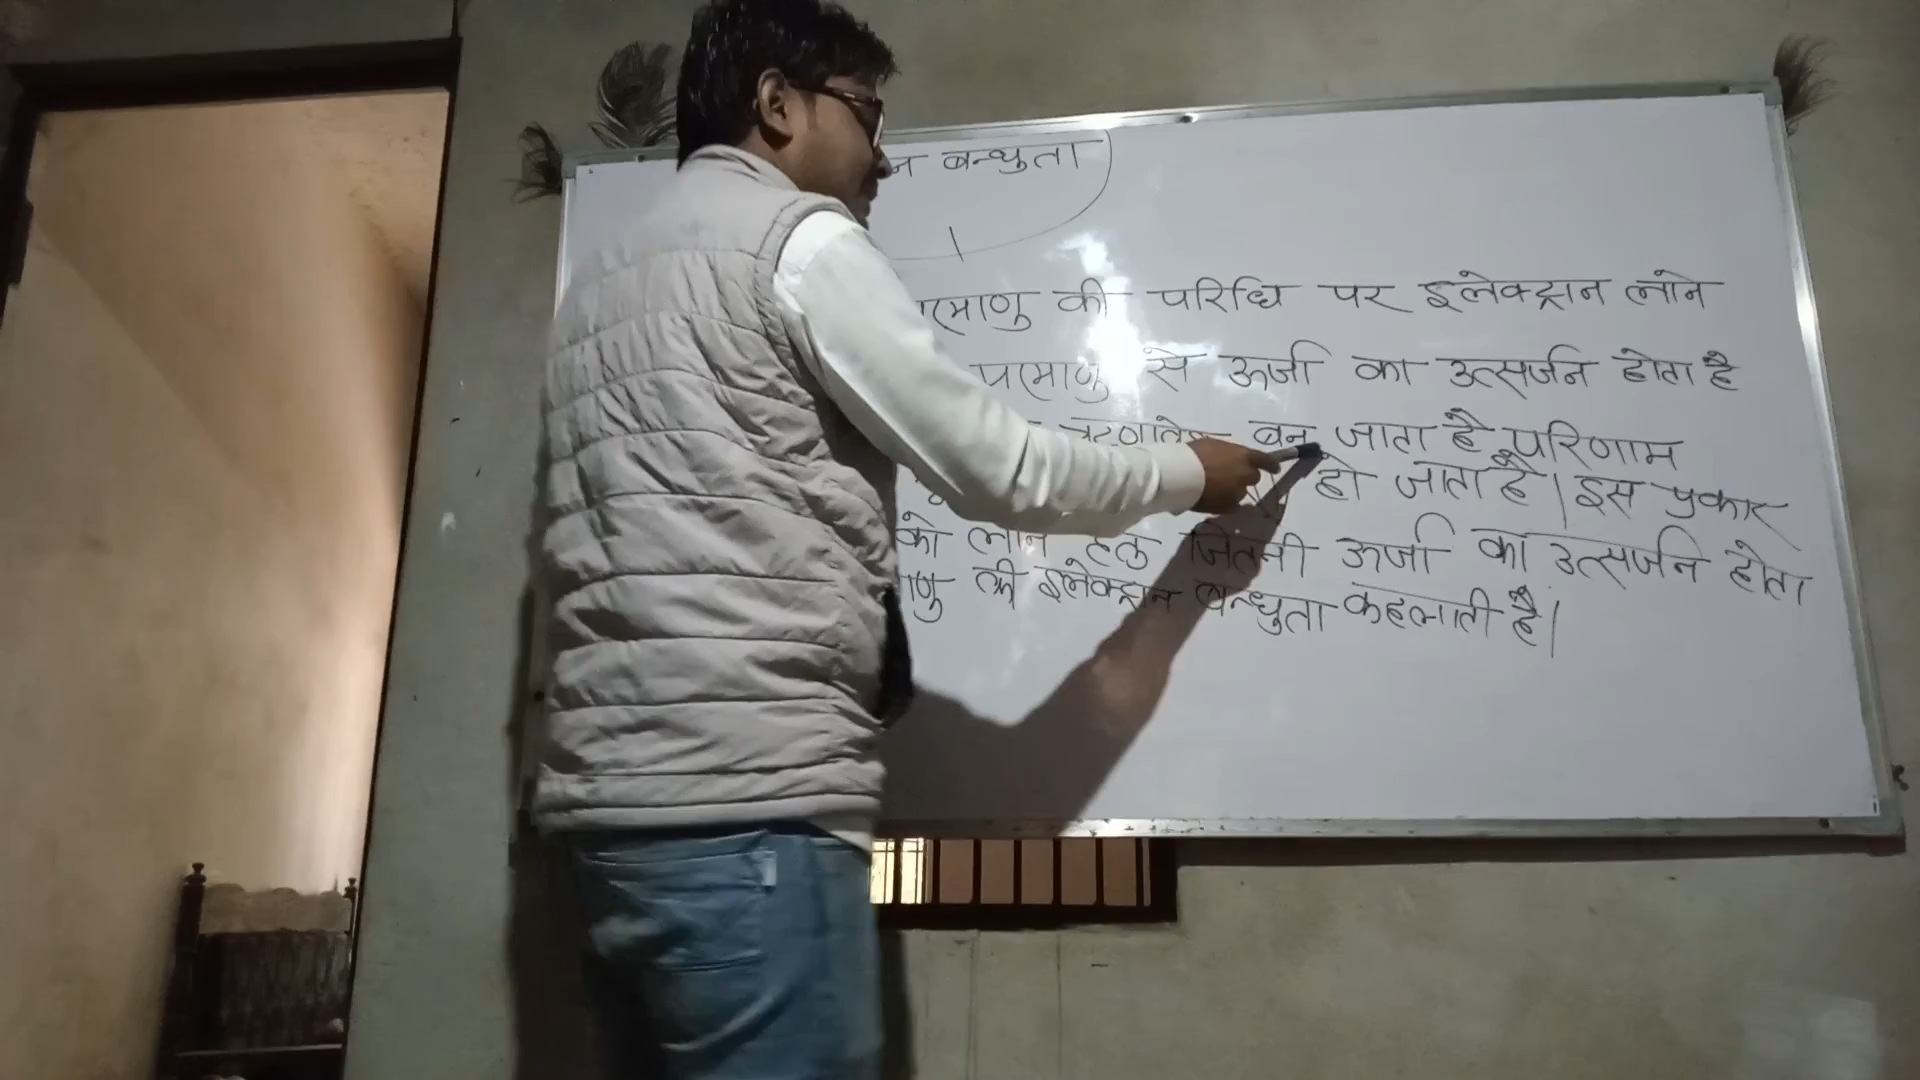 न बन्धुता
की परिधि पर इलेक्ट्रान लाने
परमाणु से ऊर्जा का उत्सर्जन होता है
बन जाता है परिणाम
हो जाता है। इस प्रकार
को लाने हेतु जितनी ऊर्जा का उत्सर्जन होता
की इलेक्ट्रान बन्धुता कहलाती है।